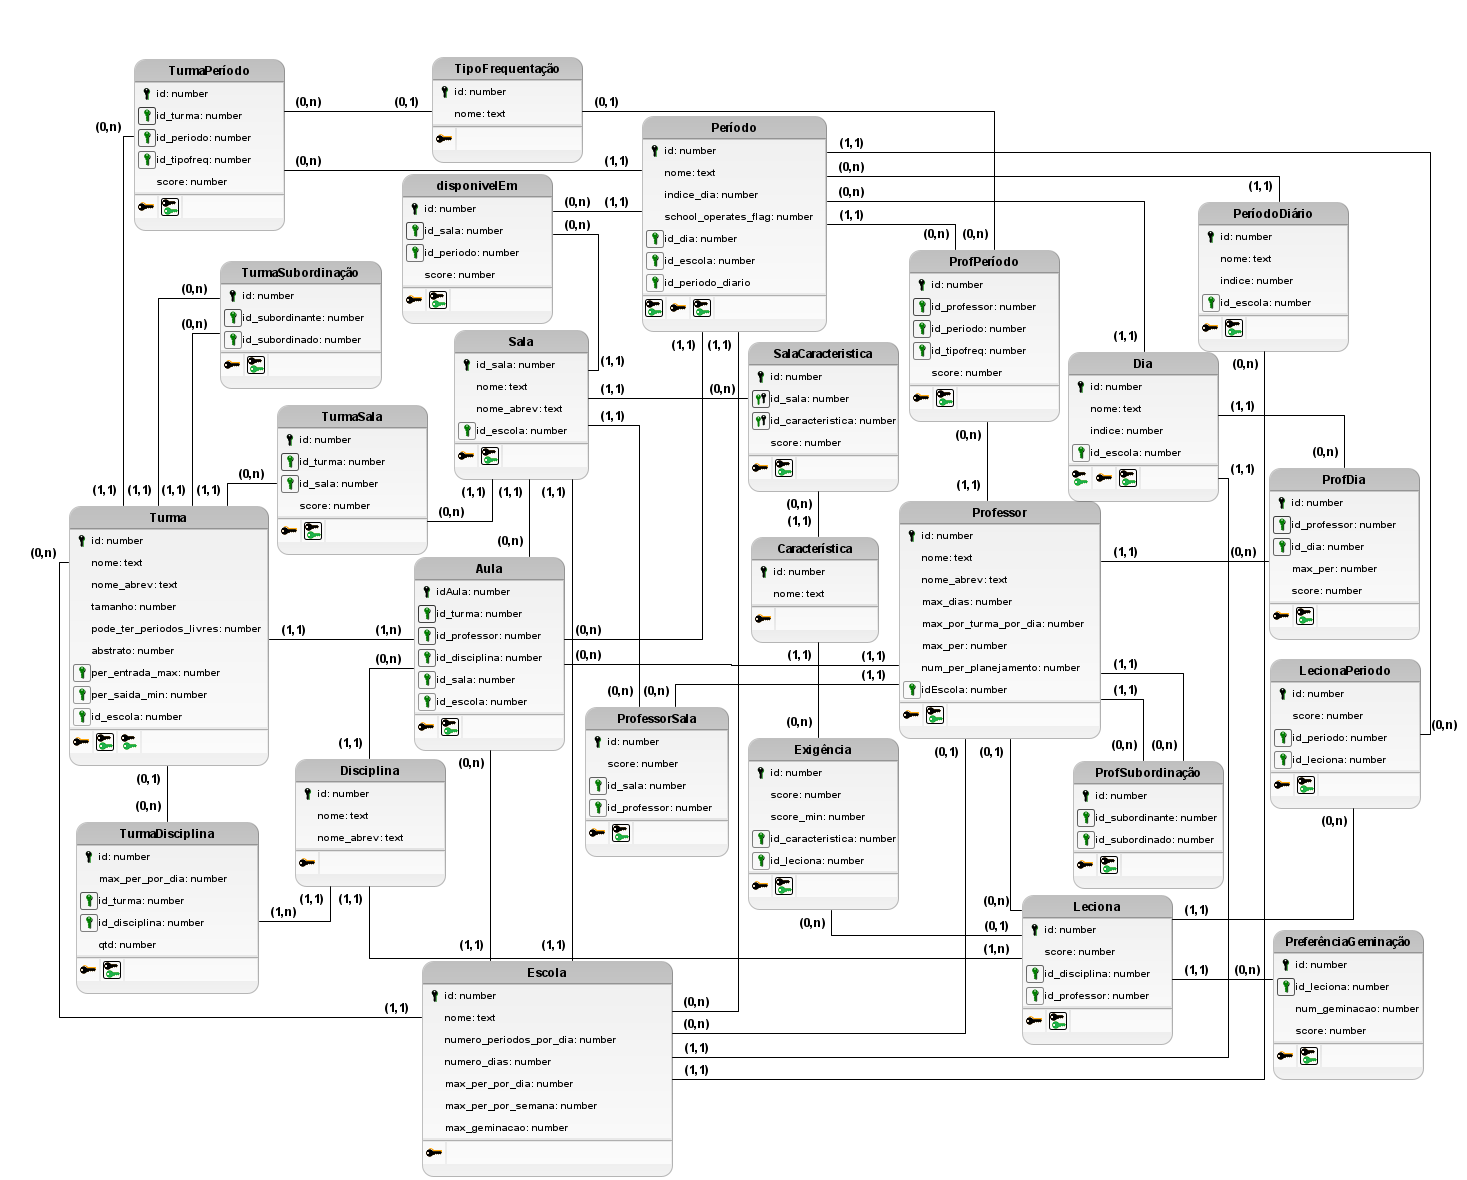 TurmaPeríodo
id: number
id_turma: number
id_periodo: number
id_tipofreq: number
score: number
TipoFrequentação
id: number
nome: text
Período
id: number
nome: text
indice_dia: number
school_operates_flag: number
id_dia: number
id_escola: number
id_periodo_diario
disponivelEm
id: number
id_sala: number
id_periodo: number
score: number
PeríodoDiário
id: number
nome: text
indice: number
id_escola: number
ProfPeríodo
id: number
id_professor: number
id_periodo: number
id_tipofreq: number
score: number
TurmaSubordinação
id: number
id_subordinante: number
id_subordinado: number
Sala
id_sala: number
nome: text
nome_abrev: text
id_escola: number
SalaCaracteristica
id: number
id_sala: number
id_caracteristica: number
score: number
Dia
id: number
nome: text
indice: number
id_escola: number
TurmaSala
id: number
id_turma: number
id_sala: number
score: number
ProfDia
id: number
id_professor: number
id_dia: number
max_per: number
score: number
Turma
id: number
nome: text
nome_abrev: text
tamanho: number
pode_ter_periodos_livres: number
abstrato: number
per_entrada_max: number
per_saida_min: number
id_escola: number
Aula
idAula: number
id_turma: number
id_professor: number
id_disciplina: number
id_sala: number
id_escola: number
Característica
id: number
nome: text
Professor
id: number
nome: text
nome_abrev: text
max_dias: number
max_por_turma_por_dia: number
max_per: number
num_per_planejamento: number
idEscola: number
LecionaPeriodo
id: number
score: number
id_periodo: number
id_leciona: number
ProfessorSala
id: number
score: number
id_sala: number
id_professor: number
Exigência
id: number
score: number
score_min: number
id_caracteristica: number
id_leciona: number
ProfSubordinação
id: number
id_subordinante: number
id_subordinado: number
Disciplina
id: number
nome: text
nome_abrev: text
TurmaDisciplina
id: number
max_per_por_dia: number
id_turma: number
id_disciplina: number
qtd: number
Leciona
id: number
score: number
id_disciplina: number
id_professor: number
PreferênciaGeminação
id: number
id_leciona: number
num_geminacao: number
score: number
Escola
id: number
nome: text
numero_periodos_por_dia: number
numero_dias: number
max_per_por_dia: number
max_per_por_semana: number
max_geminacao: number
(0,n) (0,1) (0,1)
(0,n)
(0,n) (1,1)
(1,1)
(0,n)
(0,n)
(1,1)
(1,1)
(0,n) (1,1)
(0,n)
(0,n) (0,n)
(0,n)
(0,n)
(1,1) (1,1)
(1,1)
(0,n)
(1,1)
(1,1) (0,n)
(1,1)
(1,1)
(0,n)
(0,n)
(0,n)
(1,1)
(0,n)
(1,1) (1,1) (1,1) (1,1)
(1,1) (1,1) (1,1)
(0,n)
(1,1)
(0,n)
(1,1)
(0,n)
(0,n)
(1,1) (0,n)
(1,1) (1,n)
(0,n)
(0,n)
(0,n)
(1,1)
(1,1)
(1,1)
(1,1)
(1,1)
(0,n) (0,n)
(0,n)
(0,n)
(0,1) (0,1)
(0,n) (0,n)
(1,1)
(0,n)
(0,1)
(0,n)
(0,n)
(1,1) (1,1)
(1,n)
(0,n)
(0,n)
(0,1)
(1,1)
(1,n)
(1,1) (1,1)
(1,1) (0,n)
(1,1)
(0,n)
(0,n)
(1,1)
(1,1)